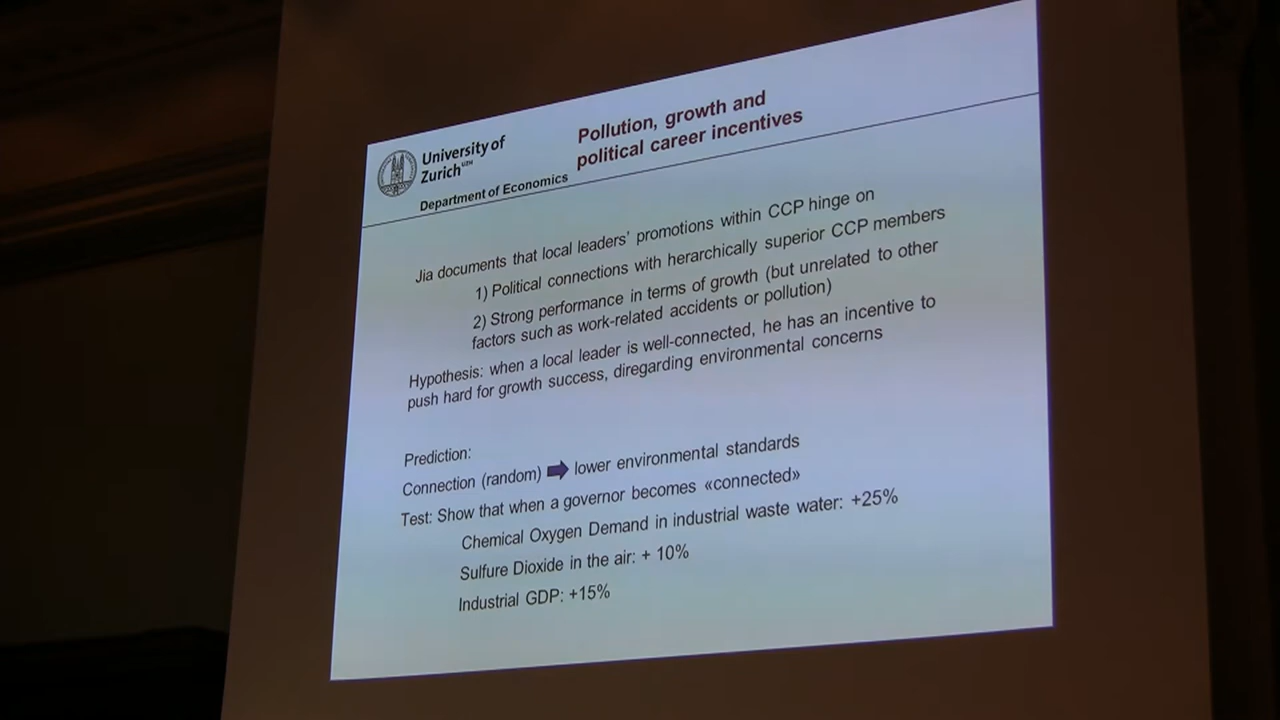 University of
Zurich UZH
Department of Economics
Pollution, growth and
political career incentives
Jia documents that local leaders' promotions within CCP hinge on
1) Political connections with herarchically superior CCP members
2) Strong performance in terms of growth (but unrelated to other
factors such as work-related accidents or pollution)
Hypothesis: when a local leader is well-connected, he has an incentive to
push hard for growth success, diregarding environmental concerns
Prediction:
Connection (random) ➡ lower environmental standards
Test: Show that when a governor becomes «connected»
Chemical Oxygen Demand in industrial waste water: +25%
Sulfure Dioxide in the air: + 10%
Industrial GDP: +15%